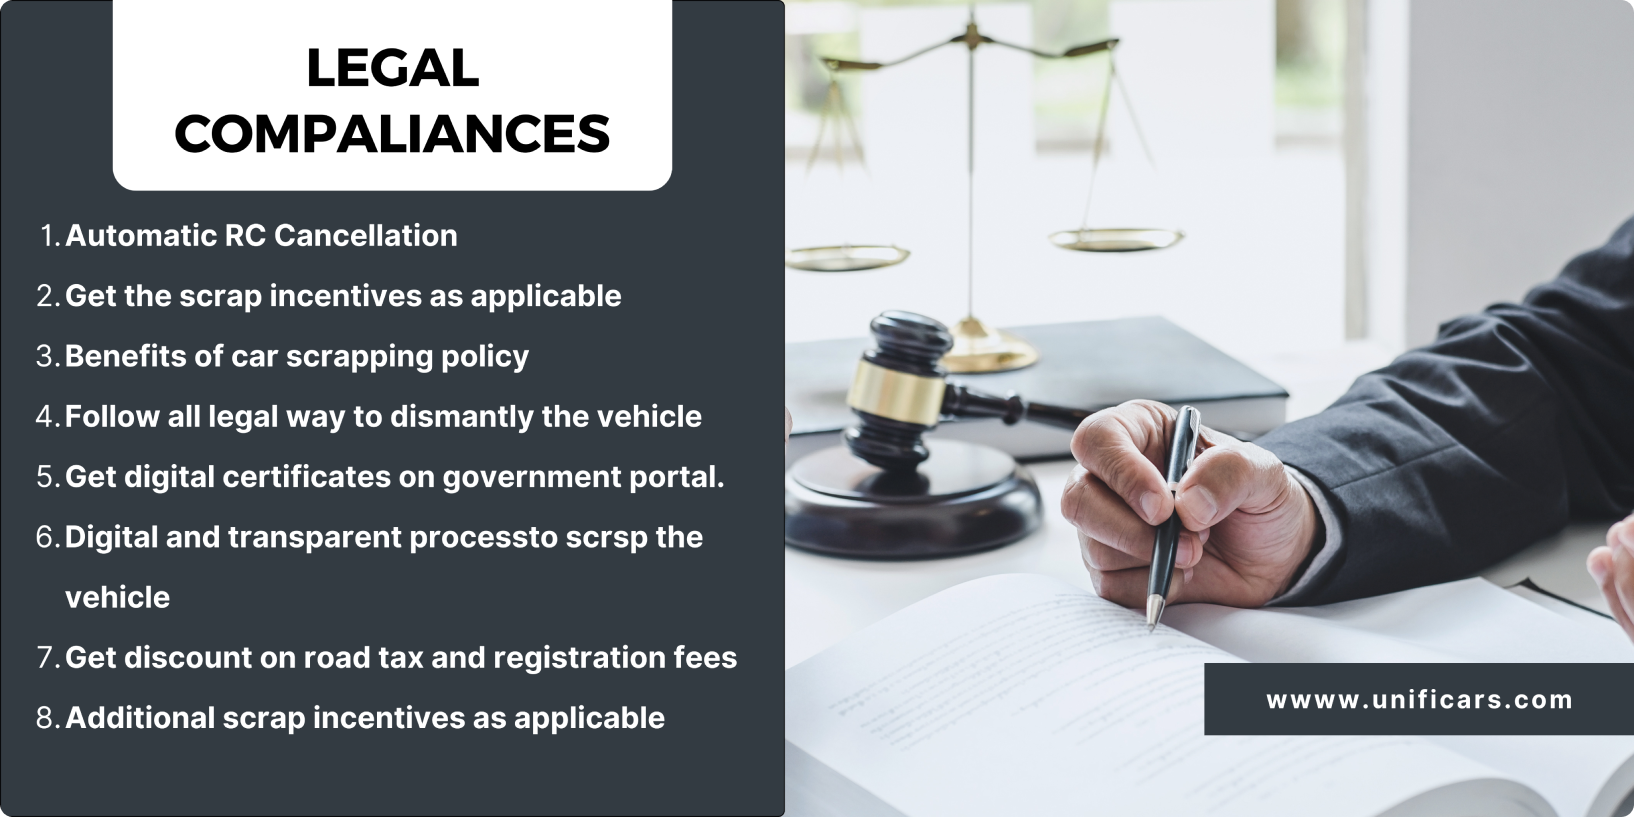 LEGAL
COMPALIANCES
1. Automatic RC Cancellation
2. Get the scrap incentives as applicable
3. Benefits of car scrapping policy
4. Follow all legal way to dismantly the vehicle
5. Get digital certificates on government portal.
6. Digital and transparent processto scrsp the
vehicle
7. Get discount on road tax and registration fees
8. Additional scrap incentives as applicable
wwww.unificars.com